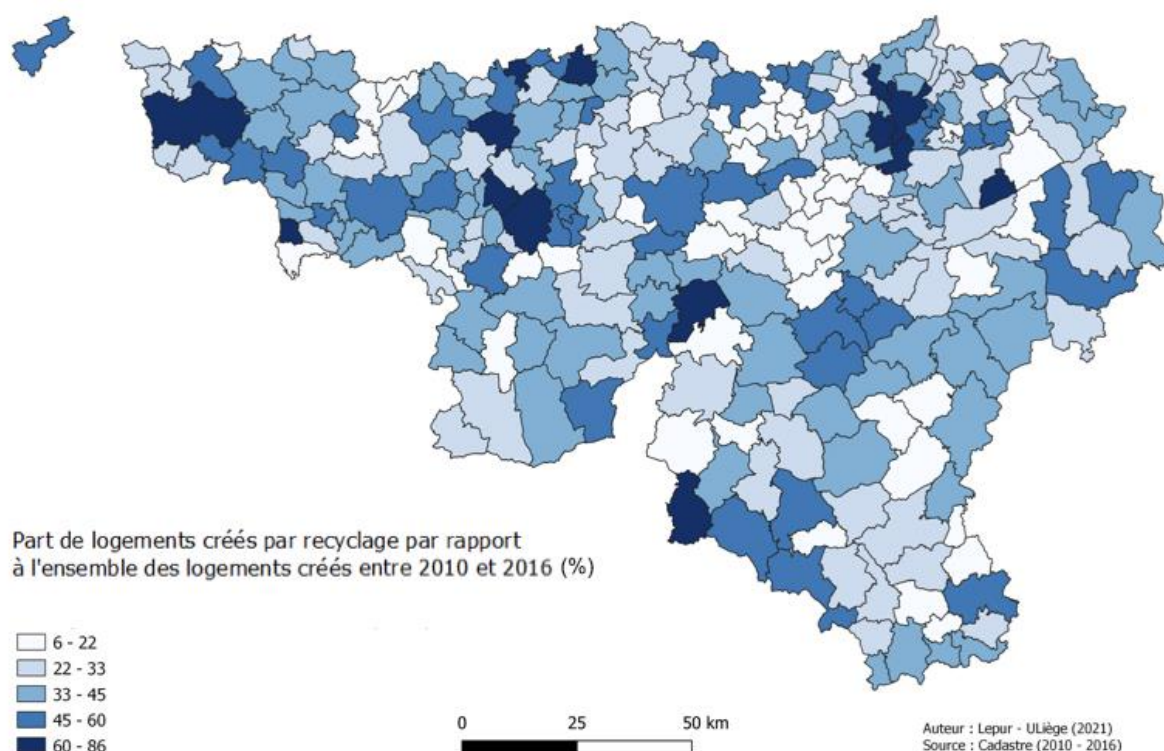 Part de logements créés par recyclage par rapport
à l'ensemble des logements créés entre 2010 et 2016 (%)
6 - 22
22 - 33
33 - 45
45 - 60
60 - 86
0 25 50 km
Auteur : Lepur - ULiège (2021)
Source : Cadastre (2010 - 2016)